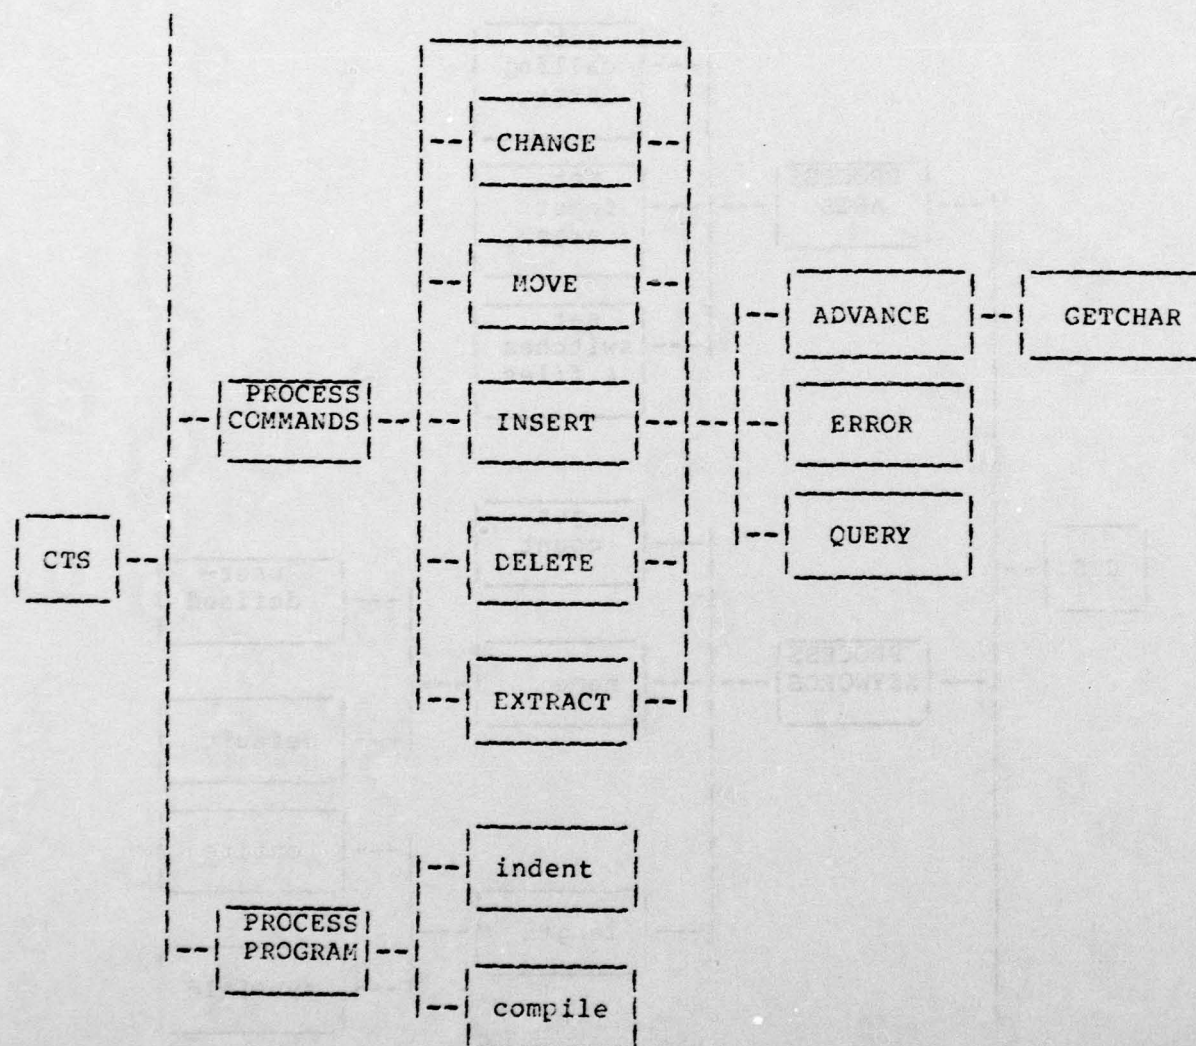 CHANGE
MOVE
ADVANCE
GETCHAR
PROCESS
COMMANDS
INSERT
ERROR
QUERY
CTS
DELETE
EXTRACT
indent
PROCESS
PROGRAM
compile